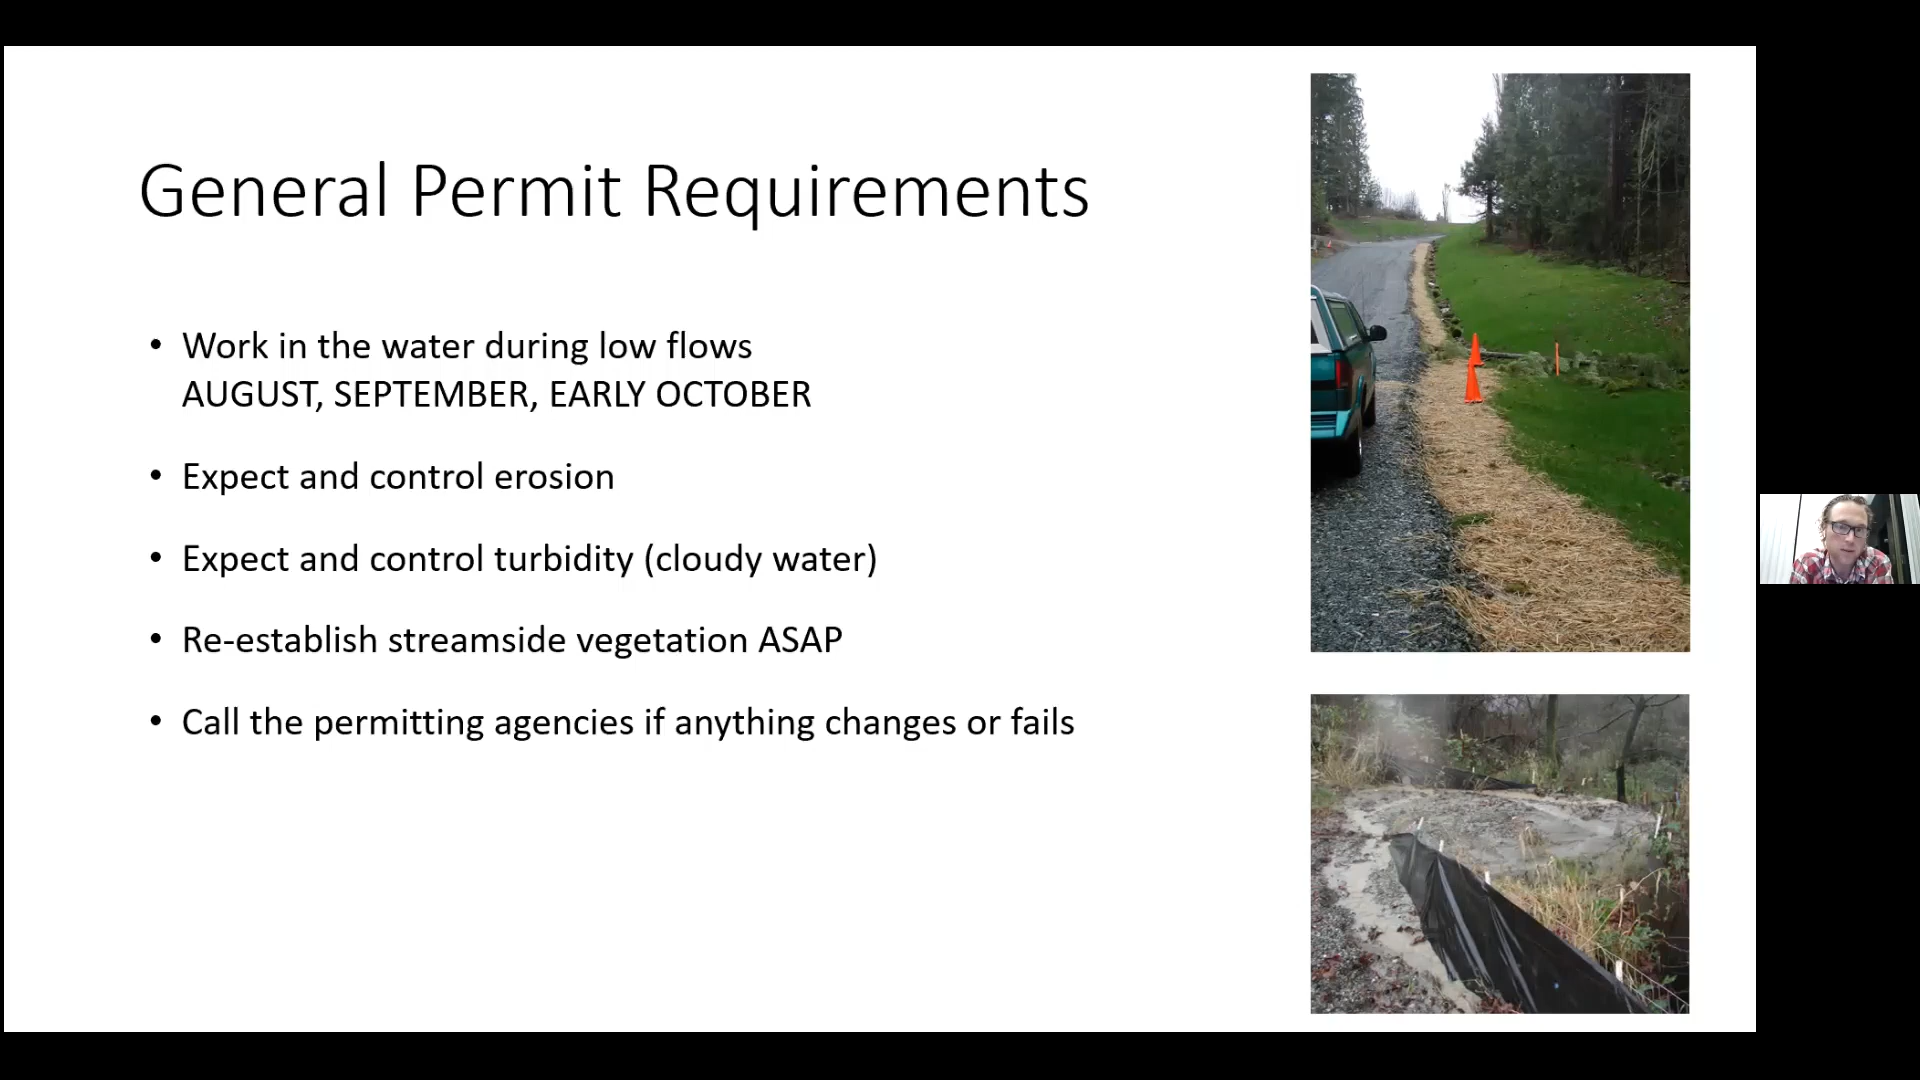 General Permit Requirements
• Work in the water during low flows
AUGUST, SEPTEMBER, EARLY OCTOBER
• Expect and control erosion
• Expect and control turbidity (cloudy water)
• Re-establish streamside vegetation ASAP
• Call the permitting agencies if anything changes or fails